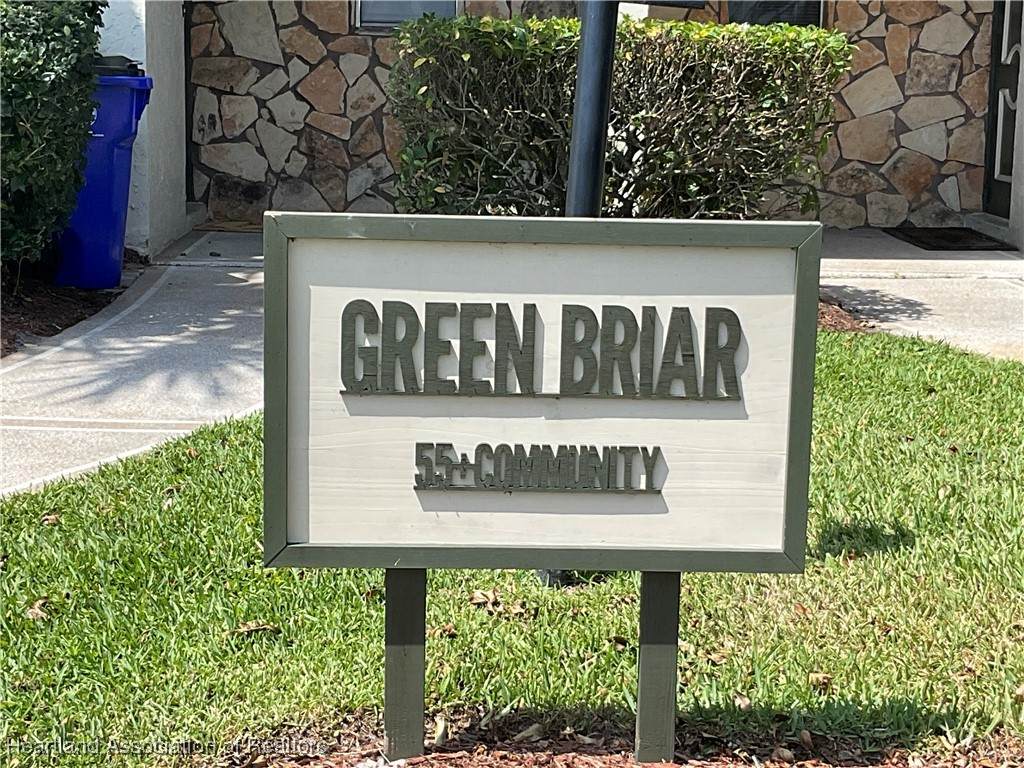 GREEN BRIAR
55+COMMUNITY
Heartland Association of Realtors